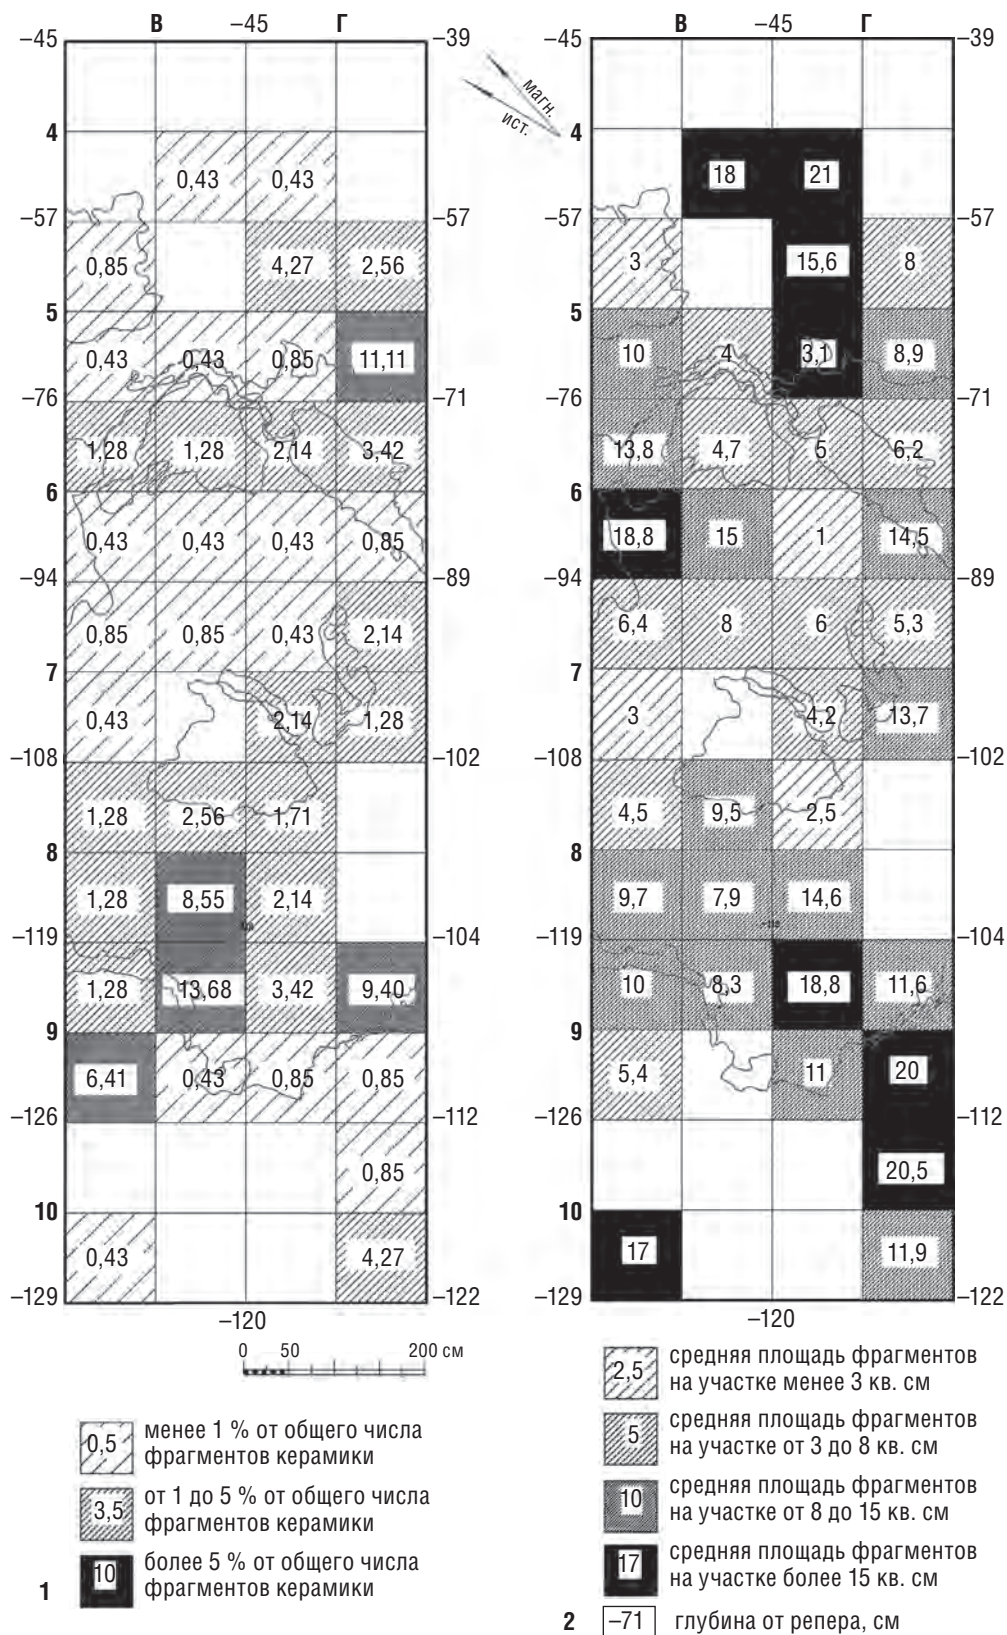 В –45 Г
–45 –39
4
0,43 0,43
–57 –57
0,85 4,27 2,56
5
0,43 0,43 0,85 11,11
–76 –71
1,28 1,28 2,14 3,42
6
0,43 0,43 0,43 0,85
–94 –89
0,85 0,85 0,43 2,14
7
0,43 2,14 1,28
–108 –102
1,28 2,56 1,71
8
1,28 8,55 2,14
–119 –104
1,28 13,68 3,42 9,40
9
6,41 0,43 0,85 0,85
–126 –112
0,85
10
0,43 4,27
–129 –122
–120
0 50 200 см
0,5 менее 1 % от общего числа
фрагментов керамики
3,5 от 1 до 5 % от общего числа
фрагментов керамики
10 более 5 % от общего числа
фрагментов керамики
1
магн.
ист.
В –45 Г
–45 –39
4
18 21
–57 –57
3 15,6 8
5
10 4 3,1 8,9
–76 –71
13,8 4,7 5 6,2
6
18,8 15 1 14,5
–94 –89
6,4 8 6 5,3
7
3 4,2 13,7
–108 –102
4,5 9,5 2,5
8
9,7 7,9 14,6
–119 –104
10 8,3 18,8 11,6
9
5,4 11 20
–126 –112
20,5
10
17 11,9
–129 –122
–120
2,5 средняя площадь фрагментов
на участке менее 3 кв. см
5 средняя площадь фрагментов
на участке от 3 до 8 кв. см
10 средняя площадь фрагментов
на участке от 8 до 15 кв. см
17 средняя площадь фрагментов
на участке более 15 кв. см
2 –71 глубина от репера, см